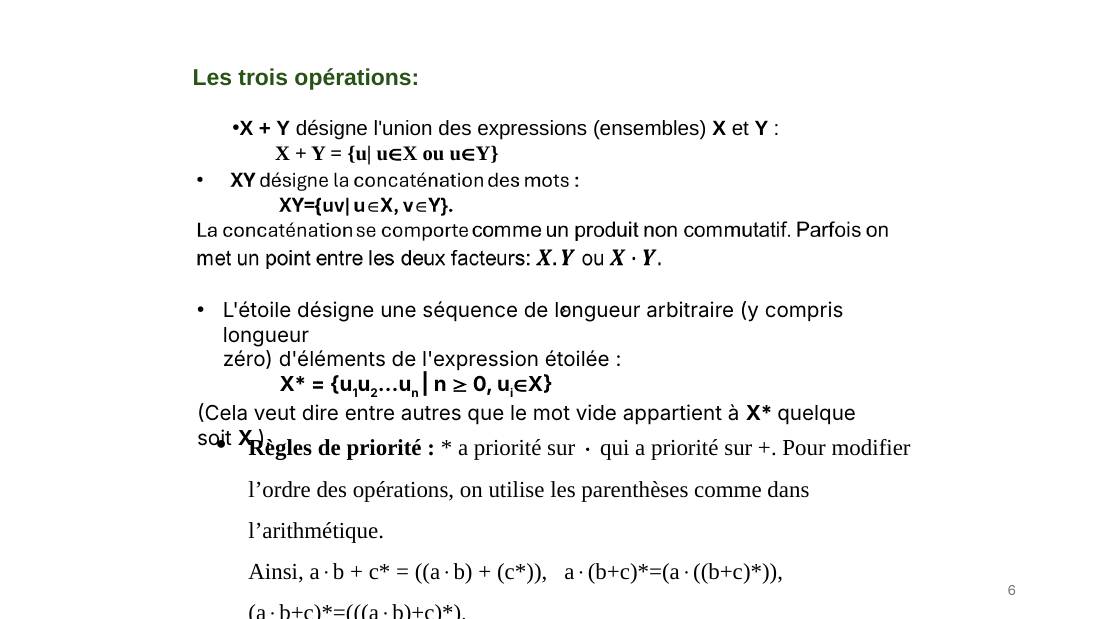 Les trois opérations:
•X + Y désigne l'union des expressions (ensembles) X et Y :
X + Y = {u| u∈X ou u∈Y}
• XY désigne la concaténation des mots :
XY={uv| u∈X, v∈Y}.
La concaténation se comporte comme un produit non commutatif. Parfois on
met un point entre les deux facteurs: X.Y ou X · Y.
• L'étoile désigne une séquence de longueur arbitraire (y compris
longueur
zéro) d'éléments de l'expression étoilée :
X* = {u₁u₂…uₙ | n ≥ 0, uᵢ∈X}
(Cela veut dire entre autres que le mot vide appartient à X* quelque
soit X.)
• Règles de priorité : * a priorité sur · qui a priorité sur +. Pour modifier
l’ordre des opérations, on utilise les parenthèses comme dans
l’arithmétique.
Ainsi, a·b + c* = ((a·b) + (c*)), a·(b+c)*=(a·((b+c)*)),
(a·b+c)*=(((a·b)+c)*).
6